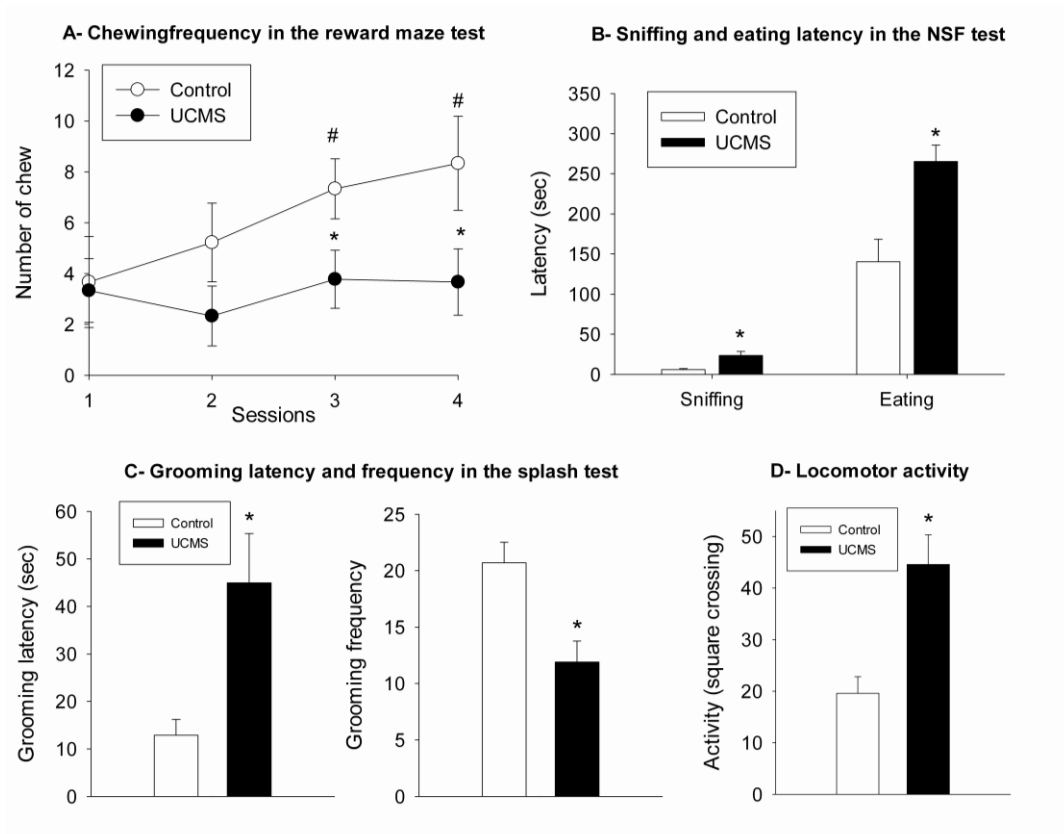 A- Chewingfrequency in the reward maze test
12
10
8
6
4
2
0
Number of chew
Control
UCMS
#
#
*
*
1
2
3
4
Sessions
B- Sniffing and eating latency in the NSF test
350
300
250
200
150
100
50
0
Latency (sec)
Control
UCMS
*
*
Sniffing
Eating
C- Grooming latency and frequency in the splash test
60
50
40
30
20
10
0
Grooming latency (sec)
Control
UCMS
*
25
20
15
10
5
0
Grooming frequency
*
D- Locomotor activity
50
40
30
20
10
0
Activity (square crossing)
Control
UCMS
*